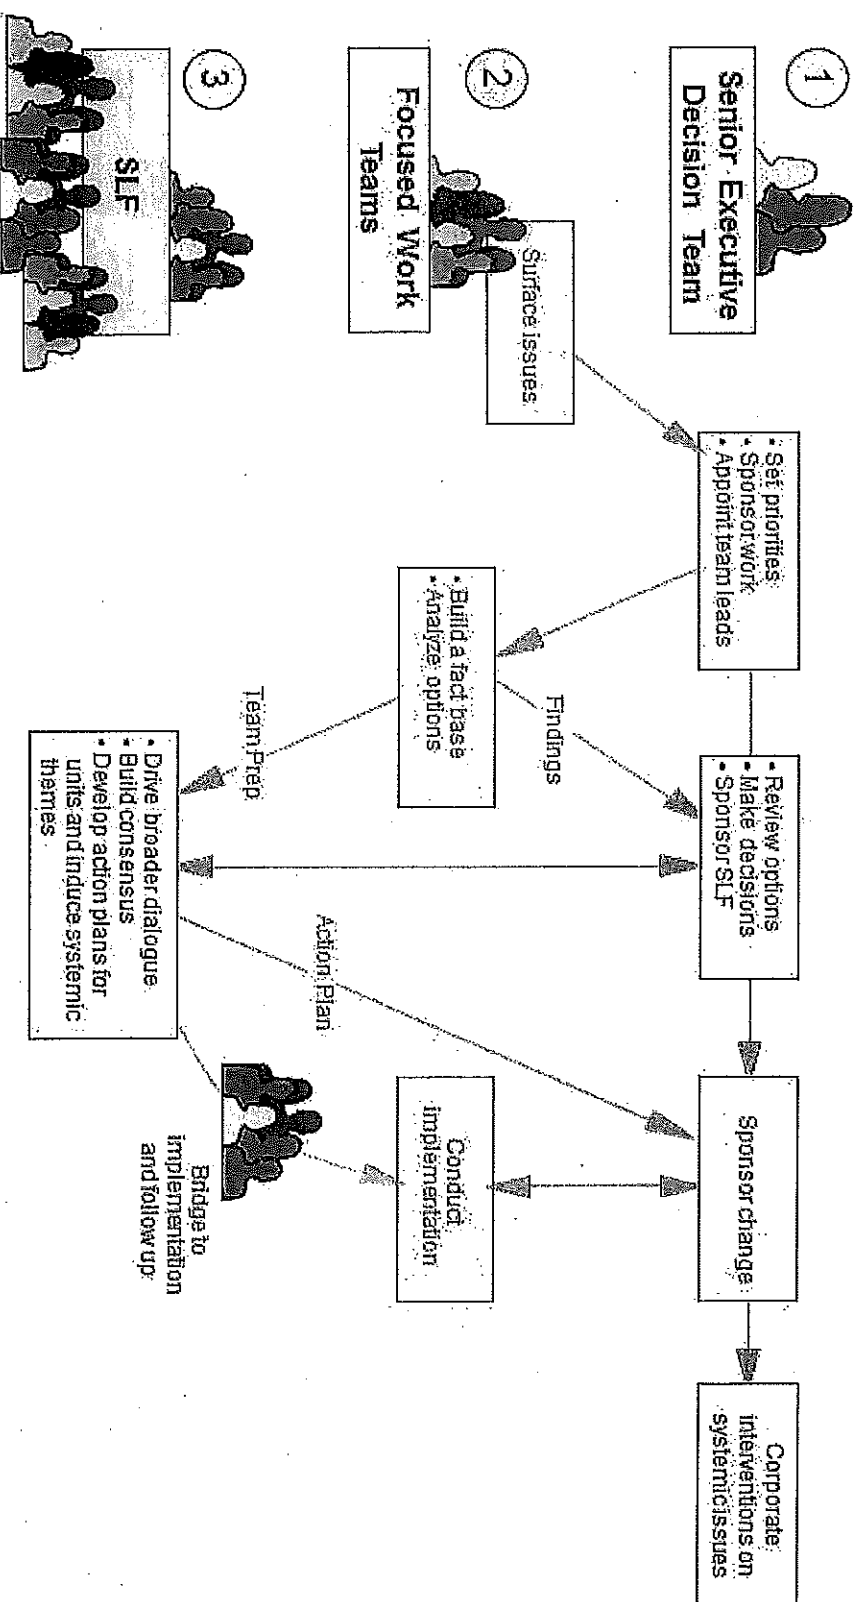 1
Senior Executive
Decision Team
• Set priorities
• Sponsor work
• Appoint team leads
• Review options
• Make decisions
• Sponsor SLF
Sponsor change
Corporate
interventions on
systemic issues
2
Surface issues
Focused Work
Teams
Findings
• Build a fact base
• Analyze options
Conduct
implementation
Team Prep
Action Plan
3
SLF
• Drive broader dialogue
• Build consensus
• Develop action plans for
units and induce systemic
themes
Bridge to
implementation
and follow up